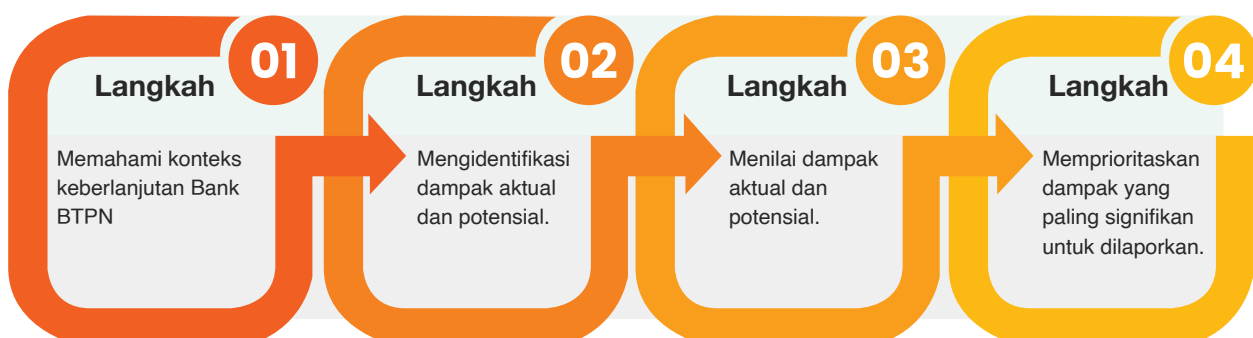 Langkah 01
Memahami konteks
keberlanjutan Bank
BTPN
Langkah 02
Mengidentifikasi
dampak aktual
dan potensial.
Langkah 03
Menilai dampak
aktual dan
potensial.
Langkah 04
Memprioritaskan
dampak yang
paling signifikan
untuk dilaporkan.